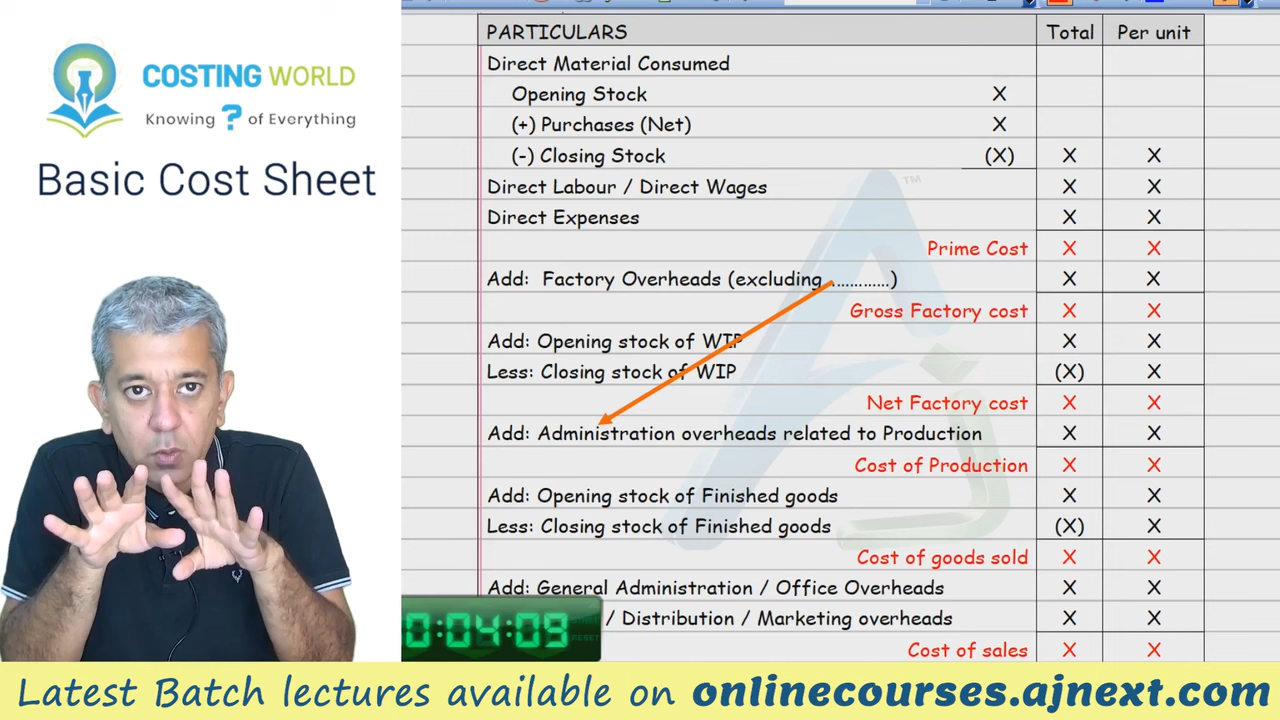 COSTING WORLD
Knowing ? of Everything
Basic Cost Sheet
PARTICULARS Total Per unit
Direct Material Consumed
Opening Stock X
(+) Purchases (Net) X
(-) Closing Stock (X) X X
TM
Direct Labour / Direct Wages X X
Direct Expenses X X
Prime Cost X X
Add: Factory Overheads (excluding ............) X X
Gross Factory cost X X
Add: Opening stock of WIP X X
Less: Closing stock of WIP (X) X
Net Factory cost X X
Add: Administration overheads related to Production X X
Cost of Production X X
Add: Opening stock of Finished goods X X
Less: Closing stock of Finished goods (X) X
Cost of goods sold X X
Add: General Administration / Office Overheads X X
/ Distribution / Marketing overheads X X
0:04:09
Cost of sales X X
Latest Batch lectures available on onlinecourses.ajnext.com